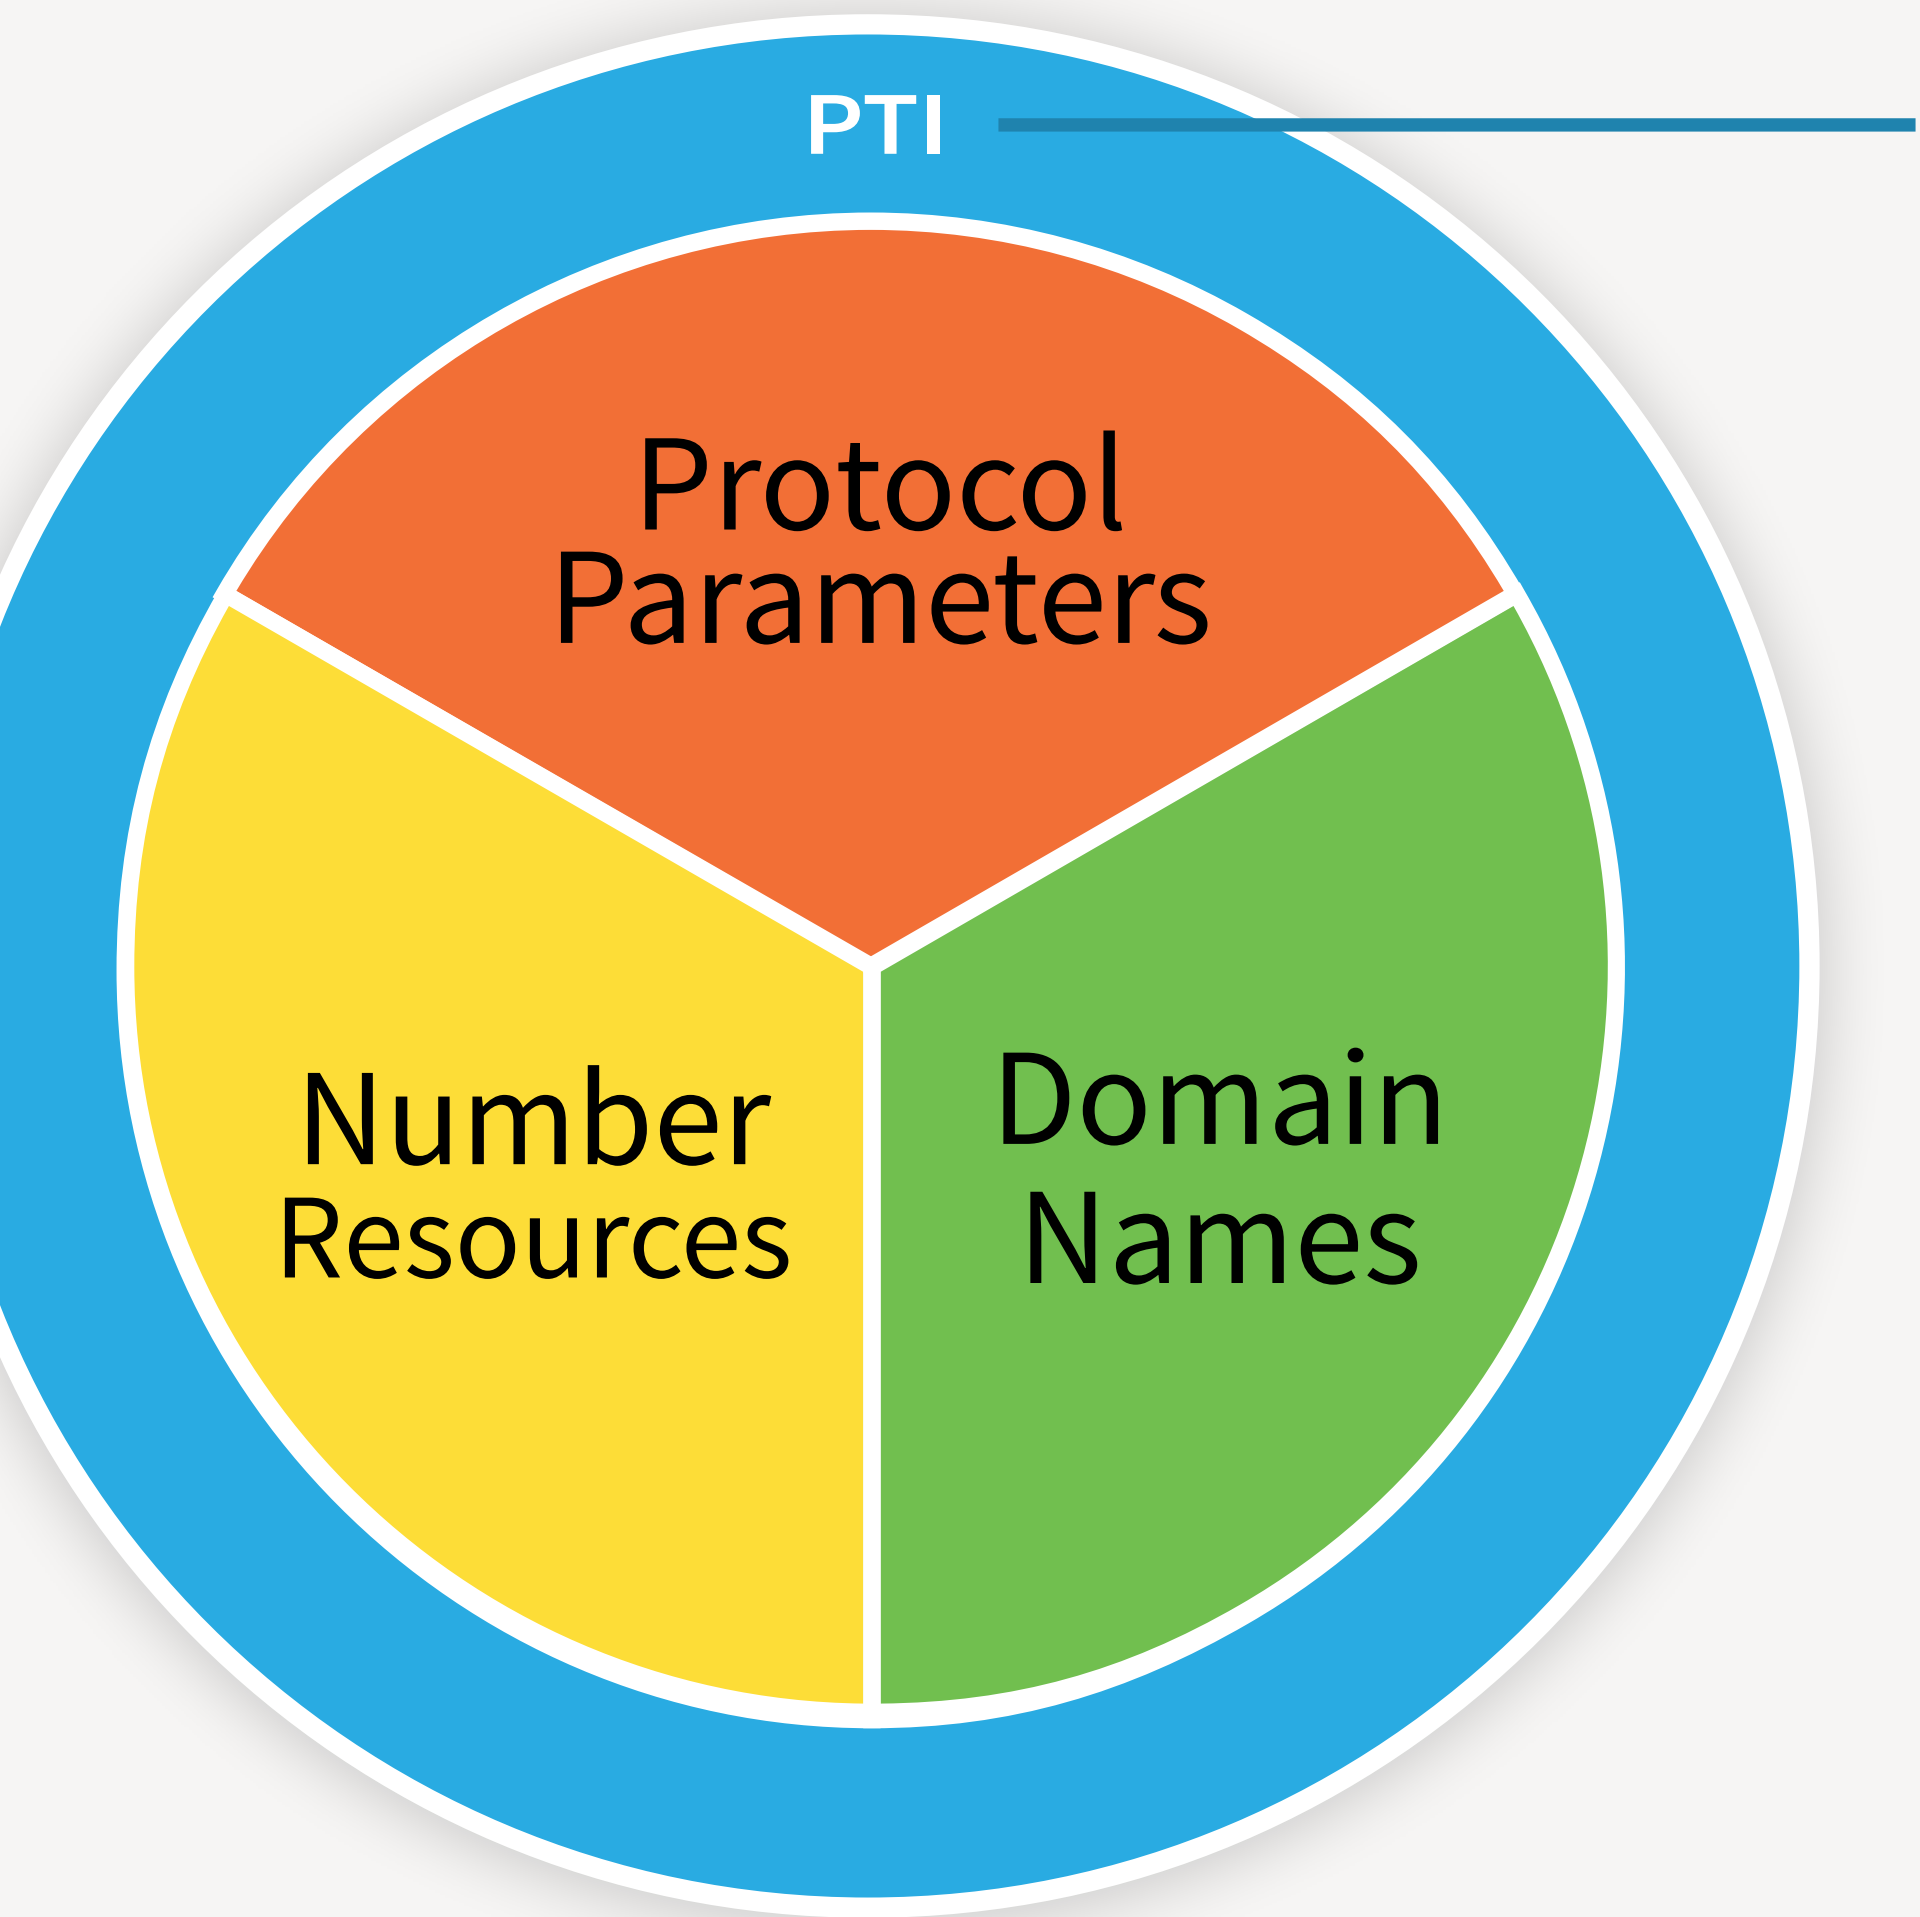 PTI
Protocol
Parameters
Number
Resources
Domain
Names